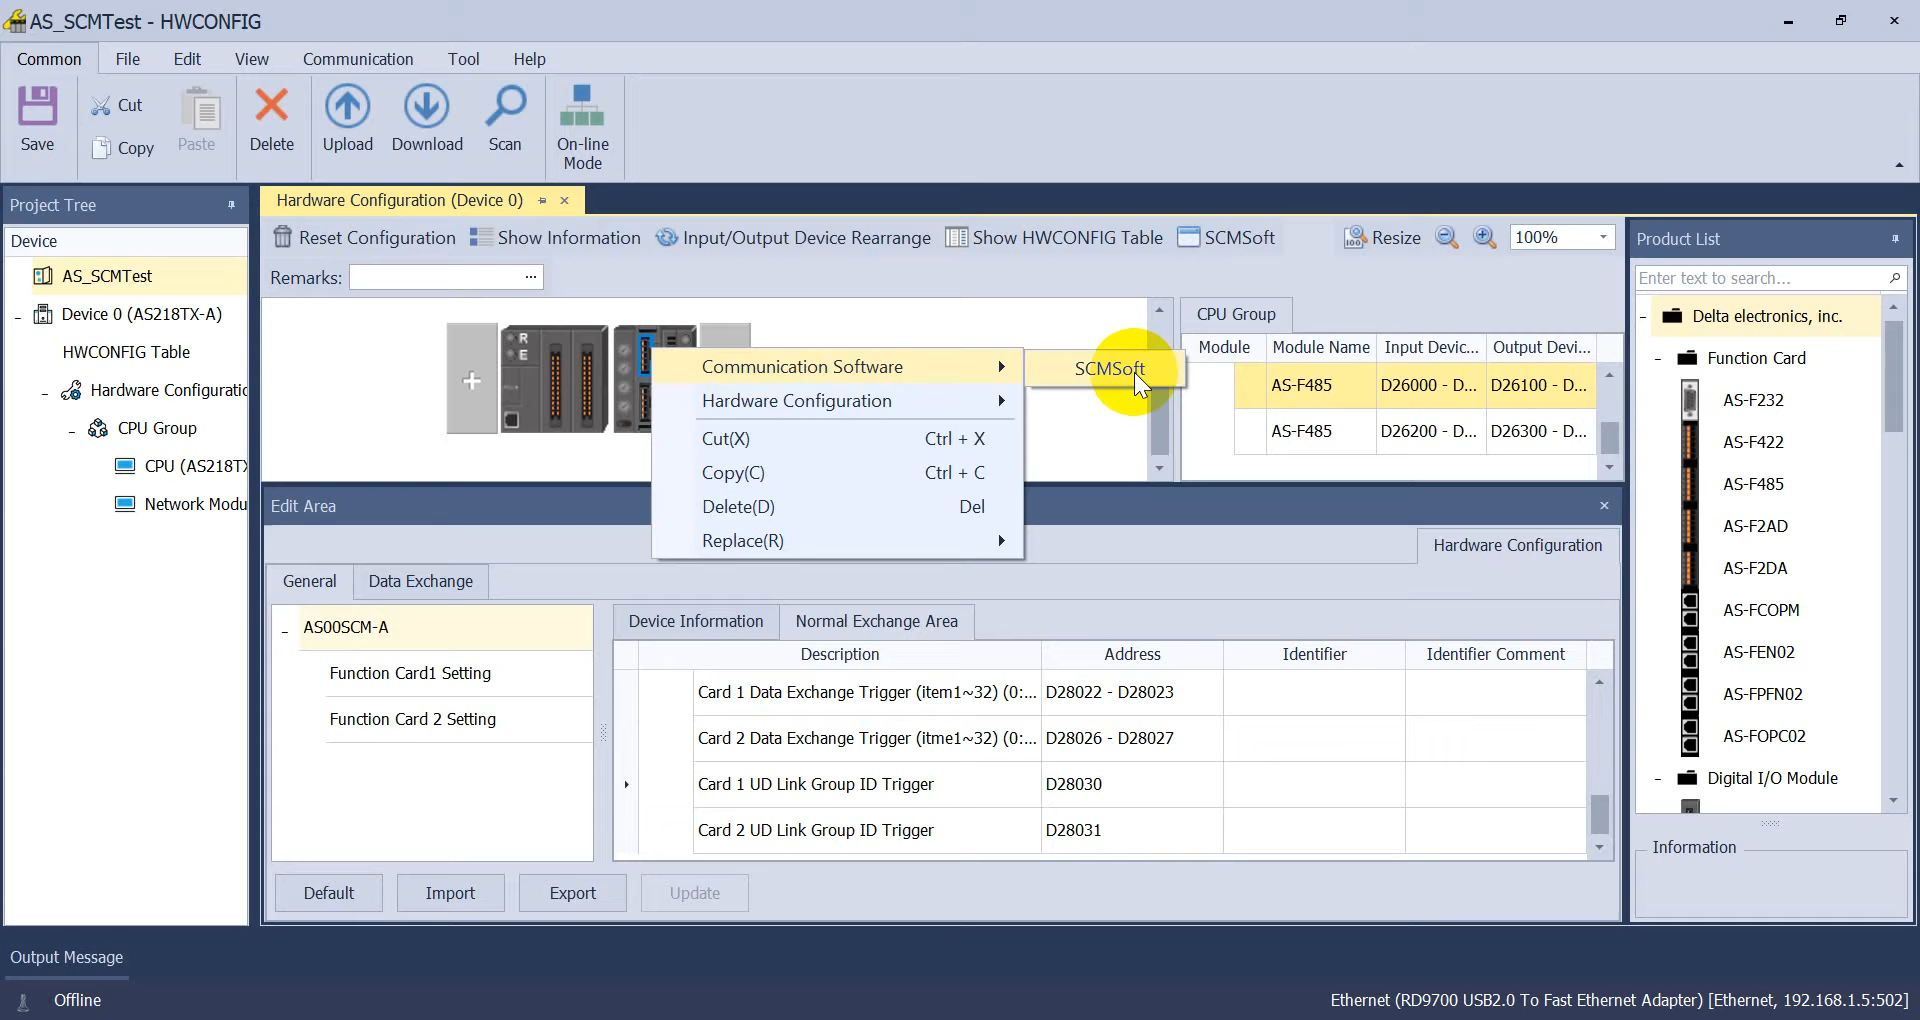 AS_SCMTest - HWCONFIG
Common File Edit View Communication Tool Help
Save
Cut
Copy
Paste
Delete
Upload
Download
Scan
On-line
Mode
Project Tree
Device
AS_SCMTest
Device 0 (AS218TX-A)
HWCONFIG Table
Hardware Configuratic
CPU Group
CPU (AS218TX
Network Modu
Hardware Configuration (Device 0)
Reset Configuration Show Information Input/Output Device Rearrange Show HWCONFIG Table SCMSoft Resize 100%
Remarks: ...
R
E
Communication Software
SCMSoft
Hardware Configuration
Cut(X) Ctrl + X
Copy(C) Ctrl + C
Delete(D) Del
Replace(R)
CPU Group
Module Module Name Input Devic... Output Devi...
AS-F485 D26000 - D... D26100 - D...
AS-F485 D26200 - D... D26300 - D...
Edit Area
Hardware Configuration
General Data Exchange
AS00SCM-A
Function Card1 Setting
Function Card 2 Setting
Device Information Normal Exchange Area
Description Address Identifier Identifier Comment
Card 1 Data Exchange Trigger (item1~32) (0:... D28022 - D28023
Card 2 Data Exchange Trigger (itme1~32) (0:... D28026 - D28027
Card 1 UD Link Group ID Trigger D28030
Card 2 UD Link Group ID Trigger D28031
Default Import Export Update
Product List
Enter text to search...
Delta electronics, inc.
Function Card
AS-F232
AS-F422
AS-F485
AS-F2AD
AS-F2DA
AS-FCOPM
AS-FEN02
AS-FPFN02
AS-FOPC02
Digital I/O Module
Information
Output Message
Offline
Ethernet (RD9700 USB2.0 To Fast Ethernet Adapter) [Ethernet, 192.168.1.5:502]